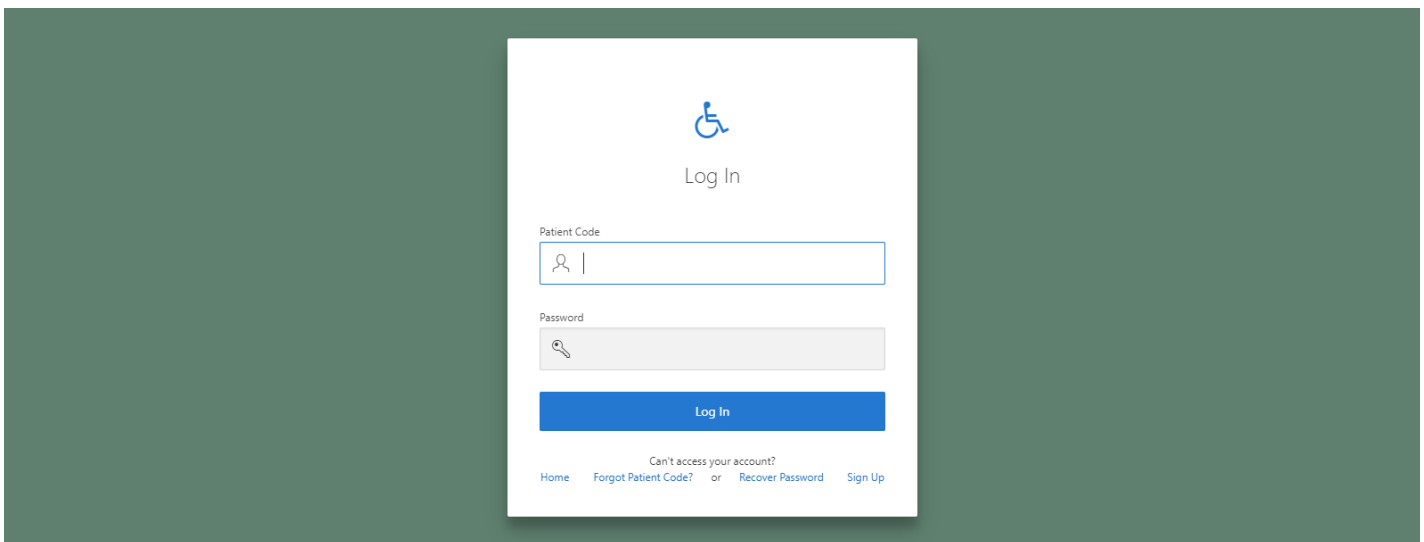 Log In
Patient Code
Password
Log In
Can't access your account?
Home Forgot Patient Code? or Recover Password Sign Up